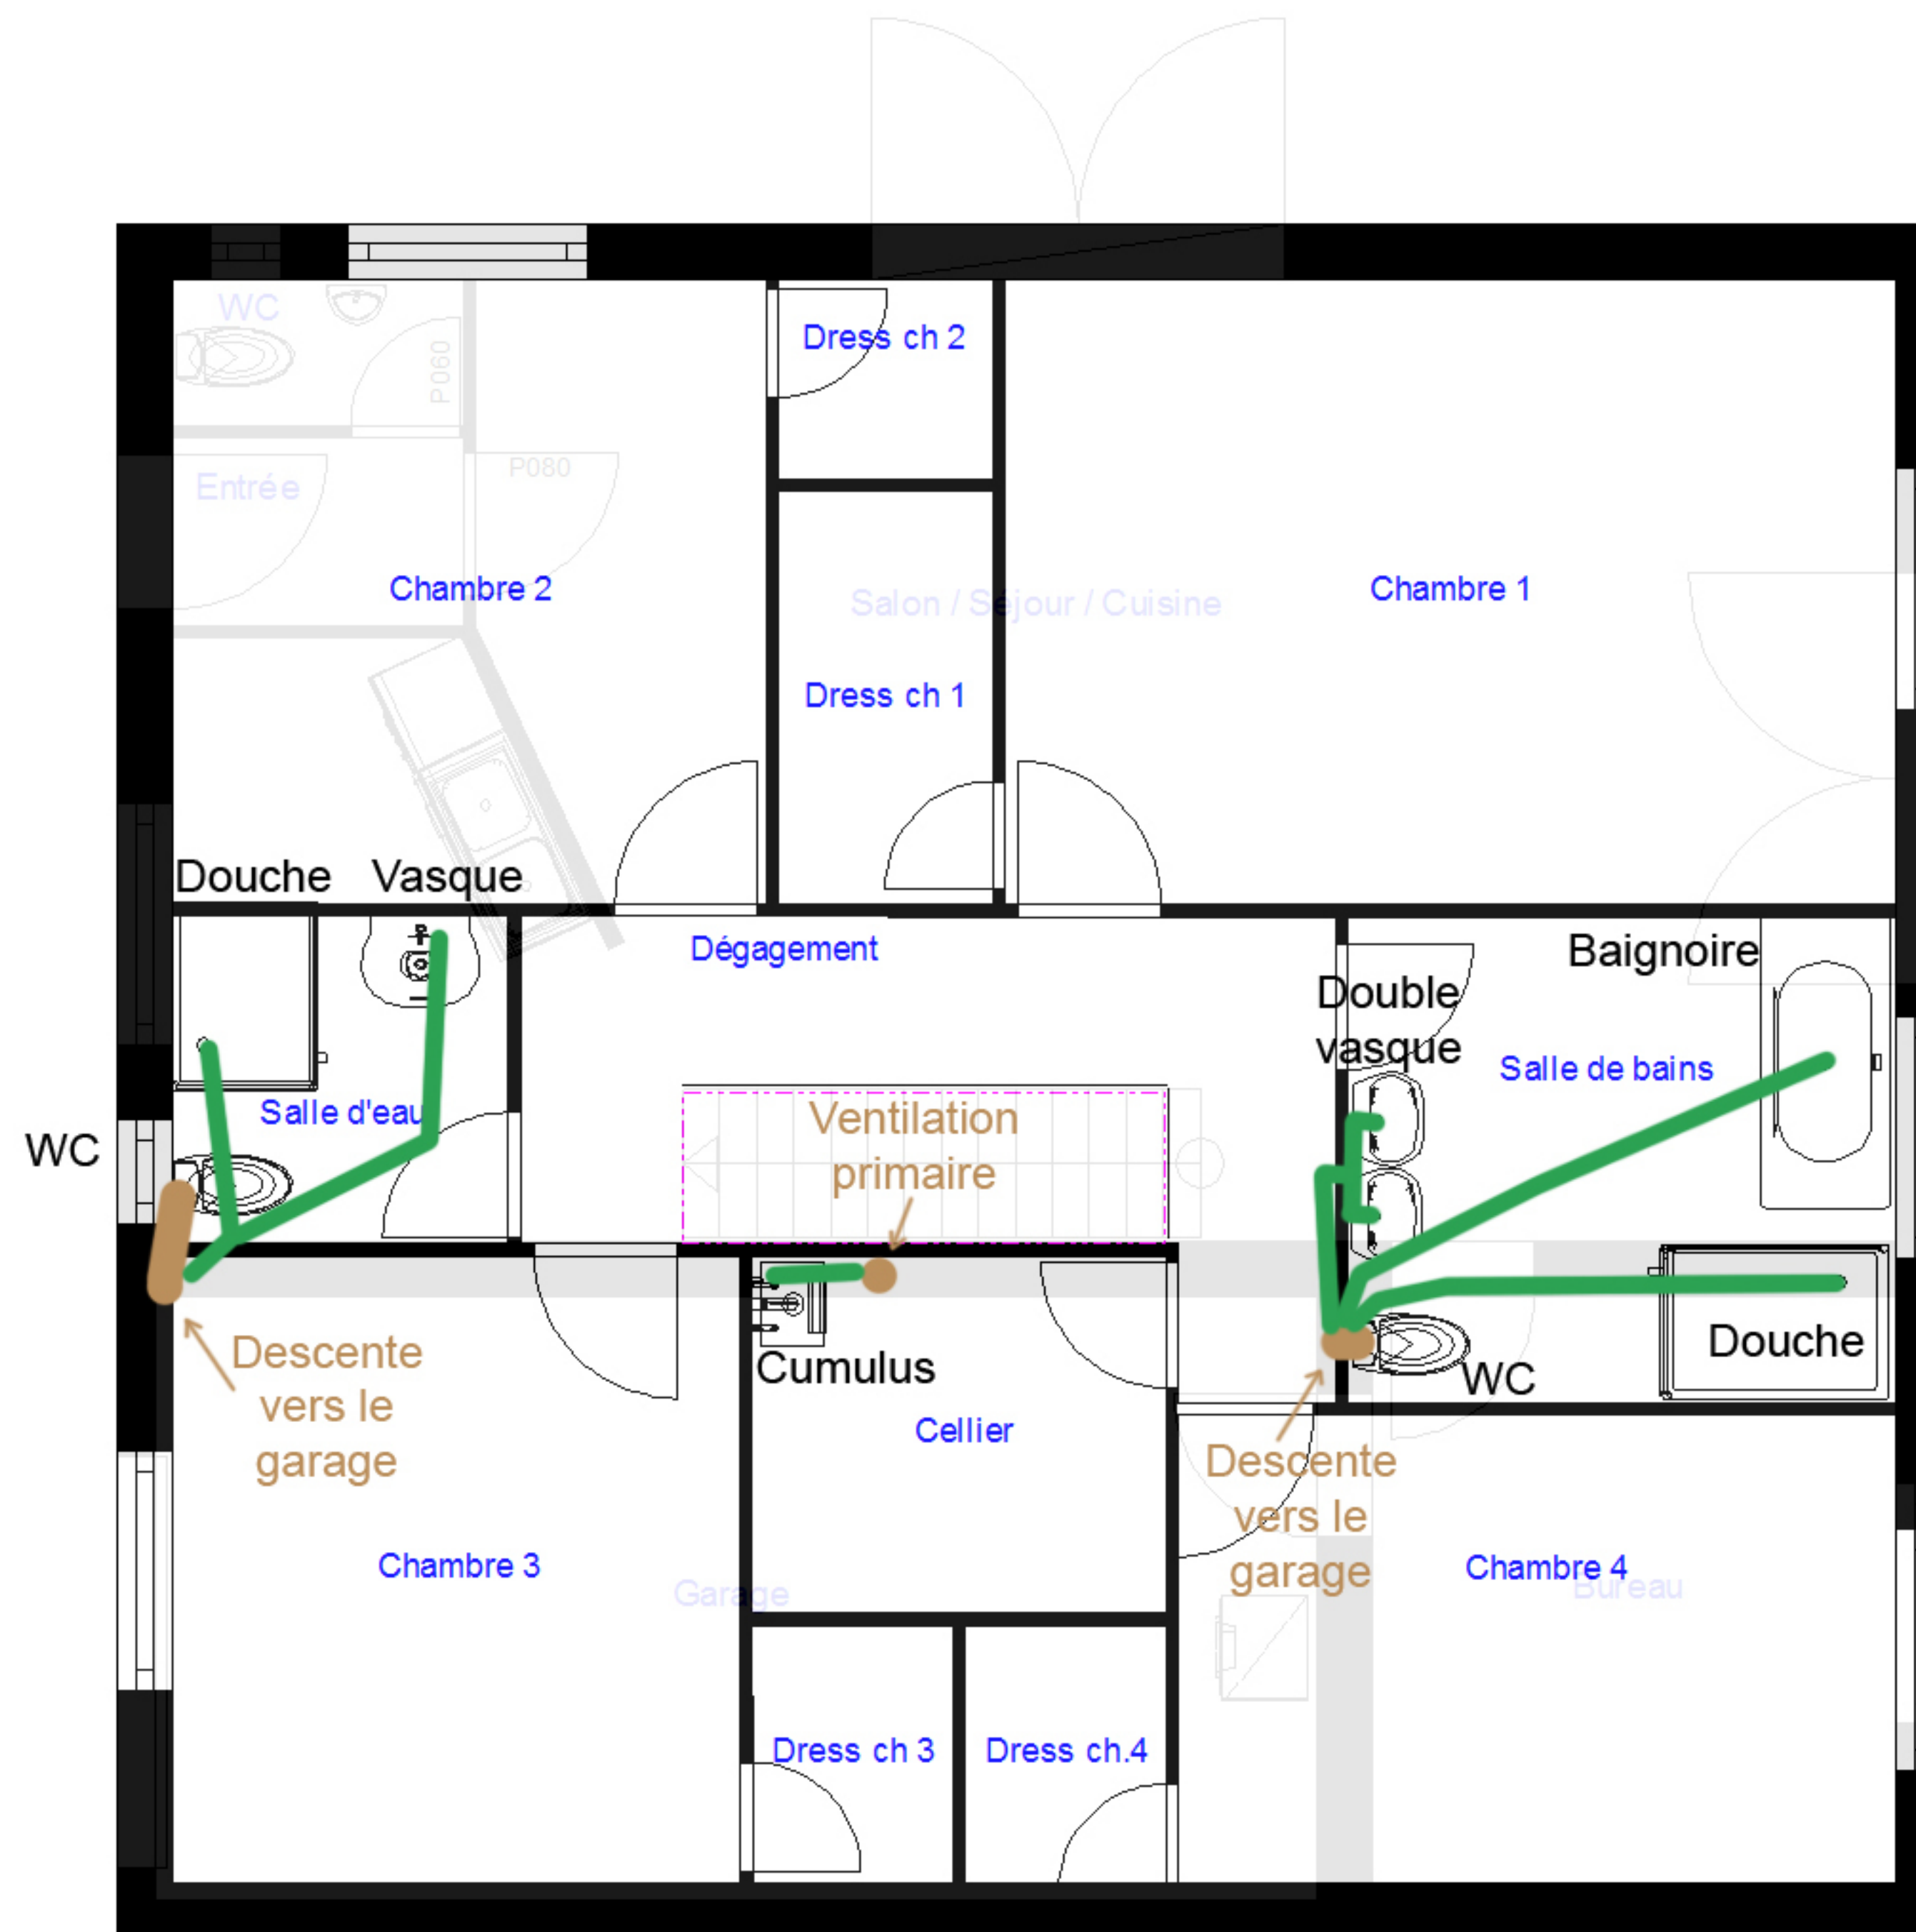 WC
P060
Dress ch 2
Entrée
P080
Chambre 2
Salon / Séjour / Cuisine
Chambre 1
Dress ch 1
Douche
Vasque
Dégagement
Baignoire
Double
vasque
Salle de bains
Salle d'eau
WC
Ventilation
primaire
Descente
vers le
garage
Cumulus
Douche
WC
Cellier
Descente
vers le
garage
Chambre 3
Garage
Chambre 4
Bureau
Dress ch 3
Dress ch.4